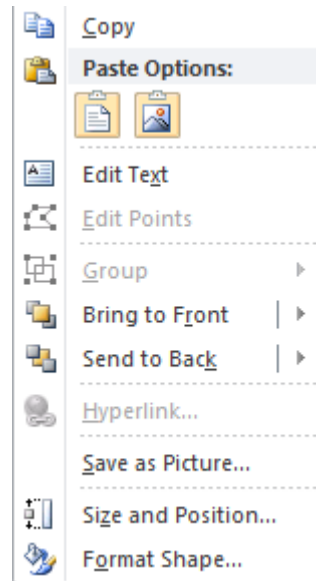 Copy
Paste Options:
Edit Text
Edit Points
Group
Bring to Front
Send to Back
Hyperlink...
Save as Picture...
Size and Position...
Format Shape...